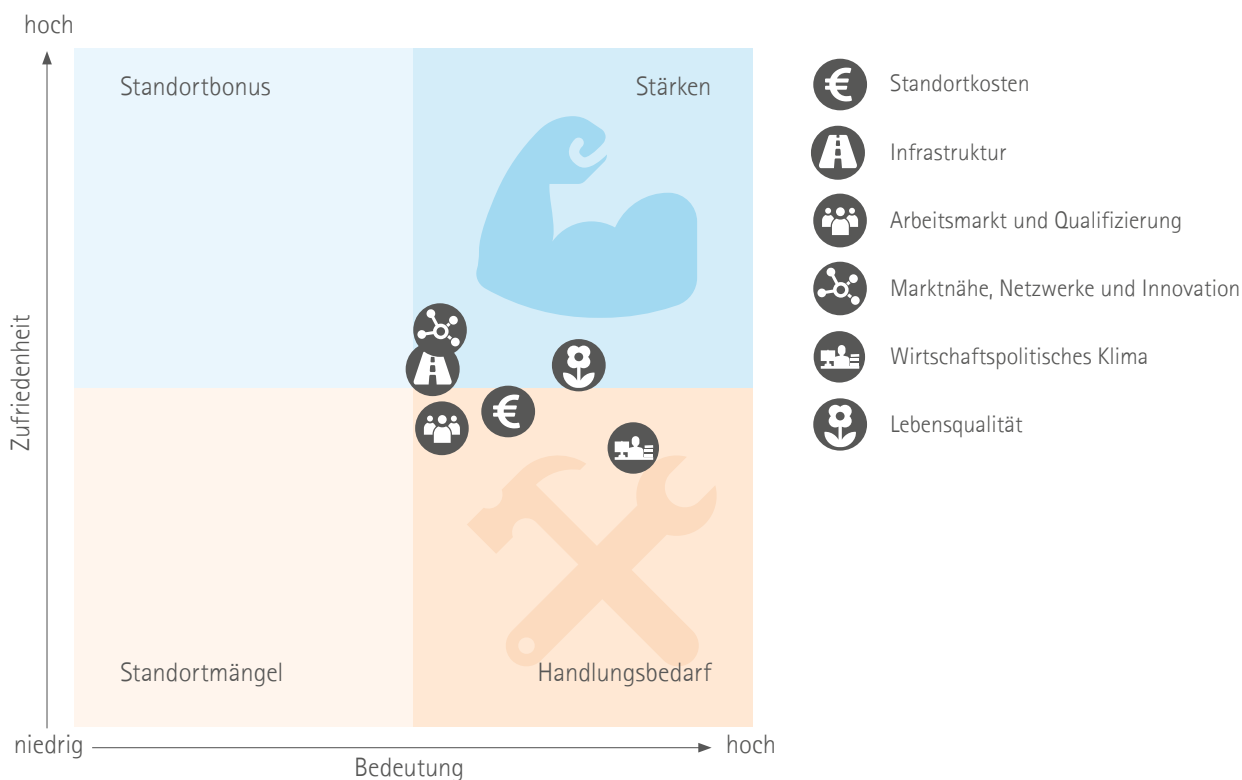 hoch
Standortbonus
Stärken
Zufriedenheit
Standortmängel
Handlungsbedarf
niedrig
hoch
Bedeutung
€ Standortkosten
Infrastruktur
Arbeitsmarkt und Qualifizierung
Marktnähe, Netzwerke und Innovation
Wirtschaftspolitisches Klima
Lebensqualität
€